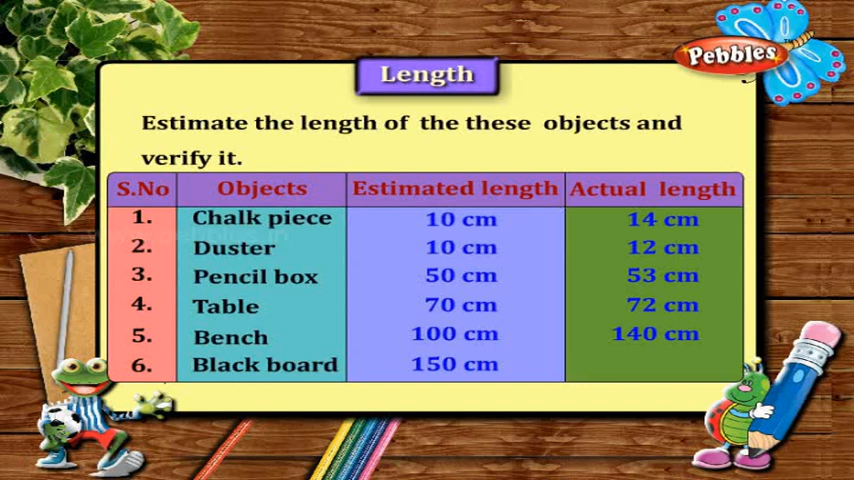 Pebbles
Length
Estimate the length of the these objects and
verify it.
S.No Objects Estimated length Actual length
1. Chalk piece 10 cm 14 cm
2. Duster 10 cm 12 cm
3. Pencil box 50 cm 53 cm
4. Table 70 cm 72 cm
5. Bench 100 cm 140 cm
6. Black board 150 cm